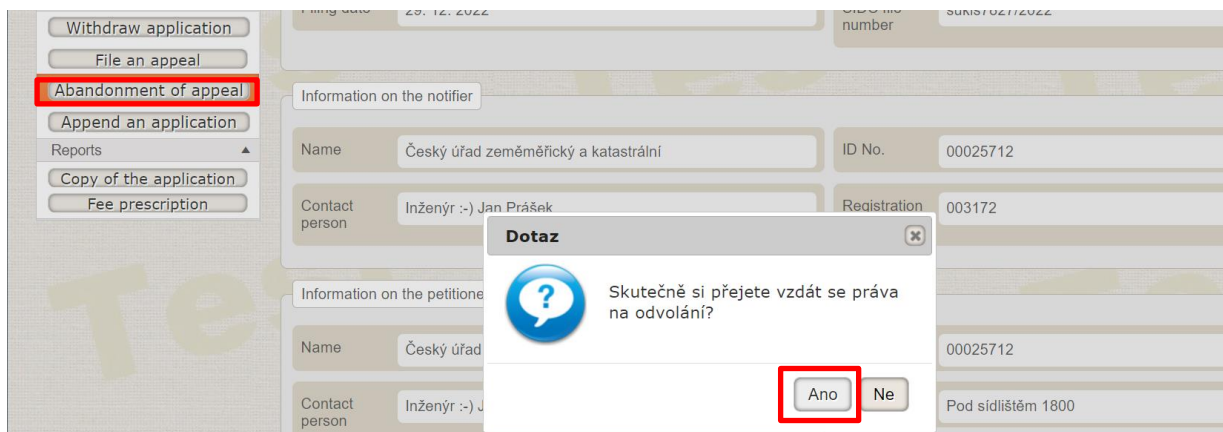 Filing date
29. 12. 2022
number
Withdraw application
File an appeal
Abandonment of appeal
Append an application
Reports
Copy of the application
Fee prescription
Information on the notifier
Name
Český úřad zeměměřický a katastrální
ID No.
00025712
Contact
person
Inženýr :-) Jan Prášek
Registration
003172
Information on the petitione
Name
Český úřad
00025712
Contact
person
Inženýr :-) J
Pod sídlištěm 1800
Dotaz
Skutečně si přejete vzdát se práva
na odvolání?
Ano
Ne
Test